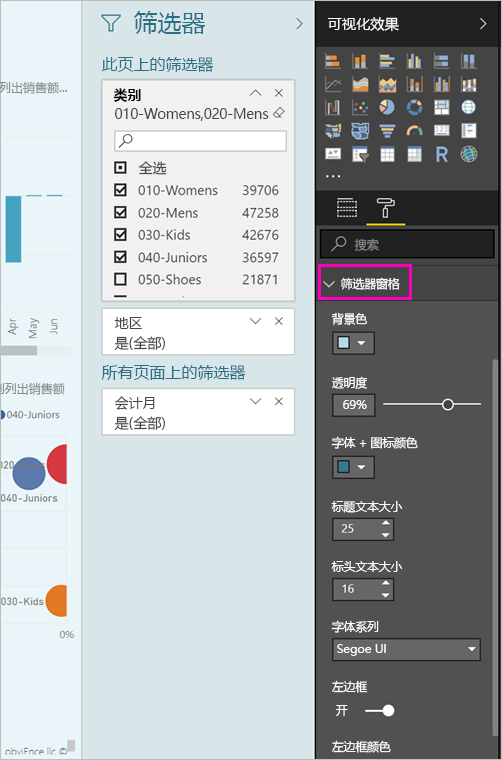 列出销售额...
Apr
May
Jun
列出销售额
040-Juniors
040-Juniors
030-Kids
0%
obviEnce llc ©
筛选器
此页上的筛选器
类别
010-Womens,020-Mens
全选
010-Womens 39706
020-Mens 47258
030-Kids 42676
040-Juniors 36597
050-Shoes 21871
地区
是(全部)
所有页面上的筛选器
会计月
是(全部)
可视化效果
R
...
搜索
筛选器窗格
背景色
透明度
69%
字体 + 图标颜色
标题文本大小
25
标头文本大小
16
字体系列
Segoe UI
左边框
开
左边框颜色